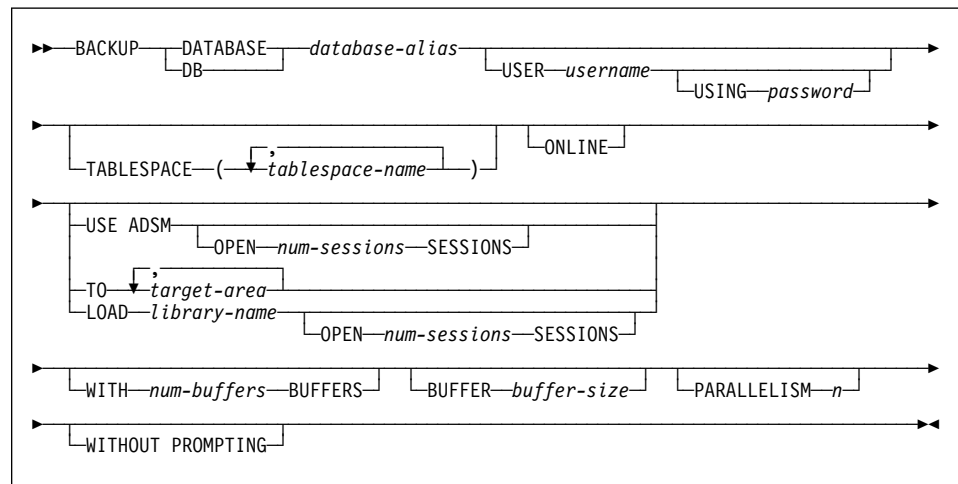 BACKUP DATABASE database-alias
DB USER username
USING password
,
TABLESPACE ( tablespace-name ) ONLINE
USE ADSM
OPEN num-sessions SESSIONS
,
TO target-area
LOAD library-name
OPEN num-sessions SESSIONS
WITH num-buffers BUFFERS BUFFER buffer-size PARALLELISM n
WITHOUT PROMPTING